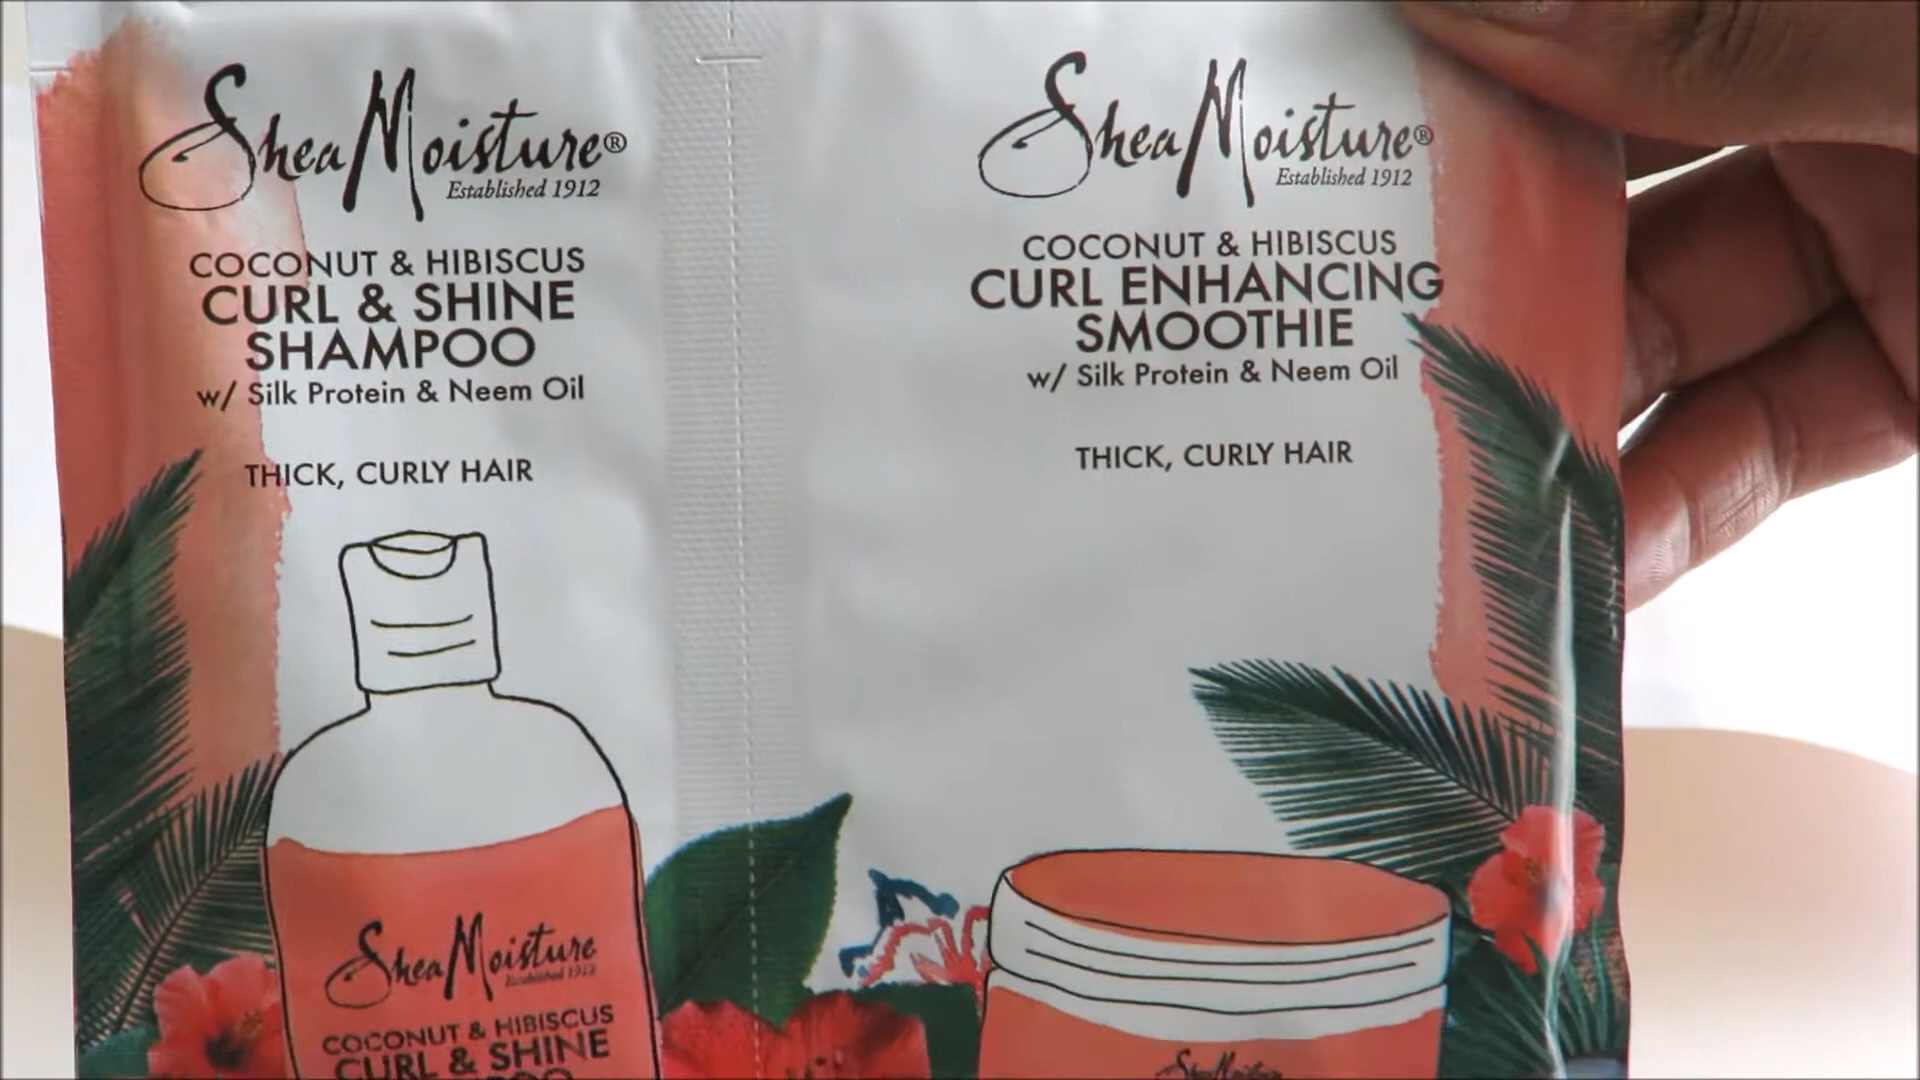 SheaMoisture®
Established 1912
COCONUT & HIBISCUS
CURL & SHINE
SHAMPOO
w/ Silk Protein & Neem Oil
THICK, CURLY HAIR
SheaMoisture
Established 1912
COCONUT & HIBISCUS
CURL & SHINE
SheaMoisture®
Established 1912
COCONUT & HIBISCUS
CURL ENHANCING
SMOOTHIE
w/ Silk Protein & Neem Oil
THICK, CURLY HAIR
SheaMoisture